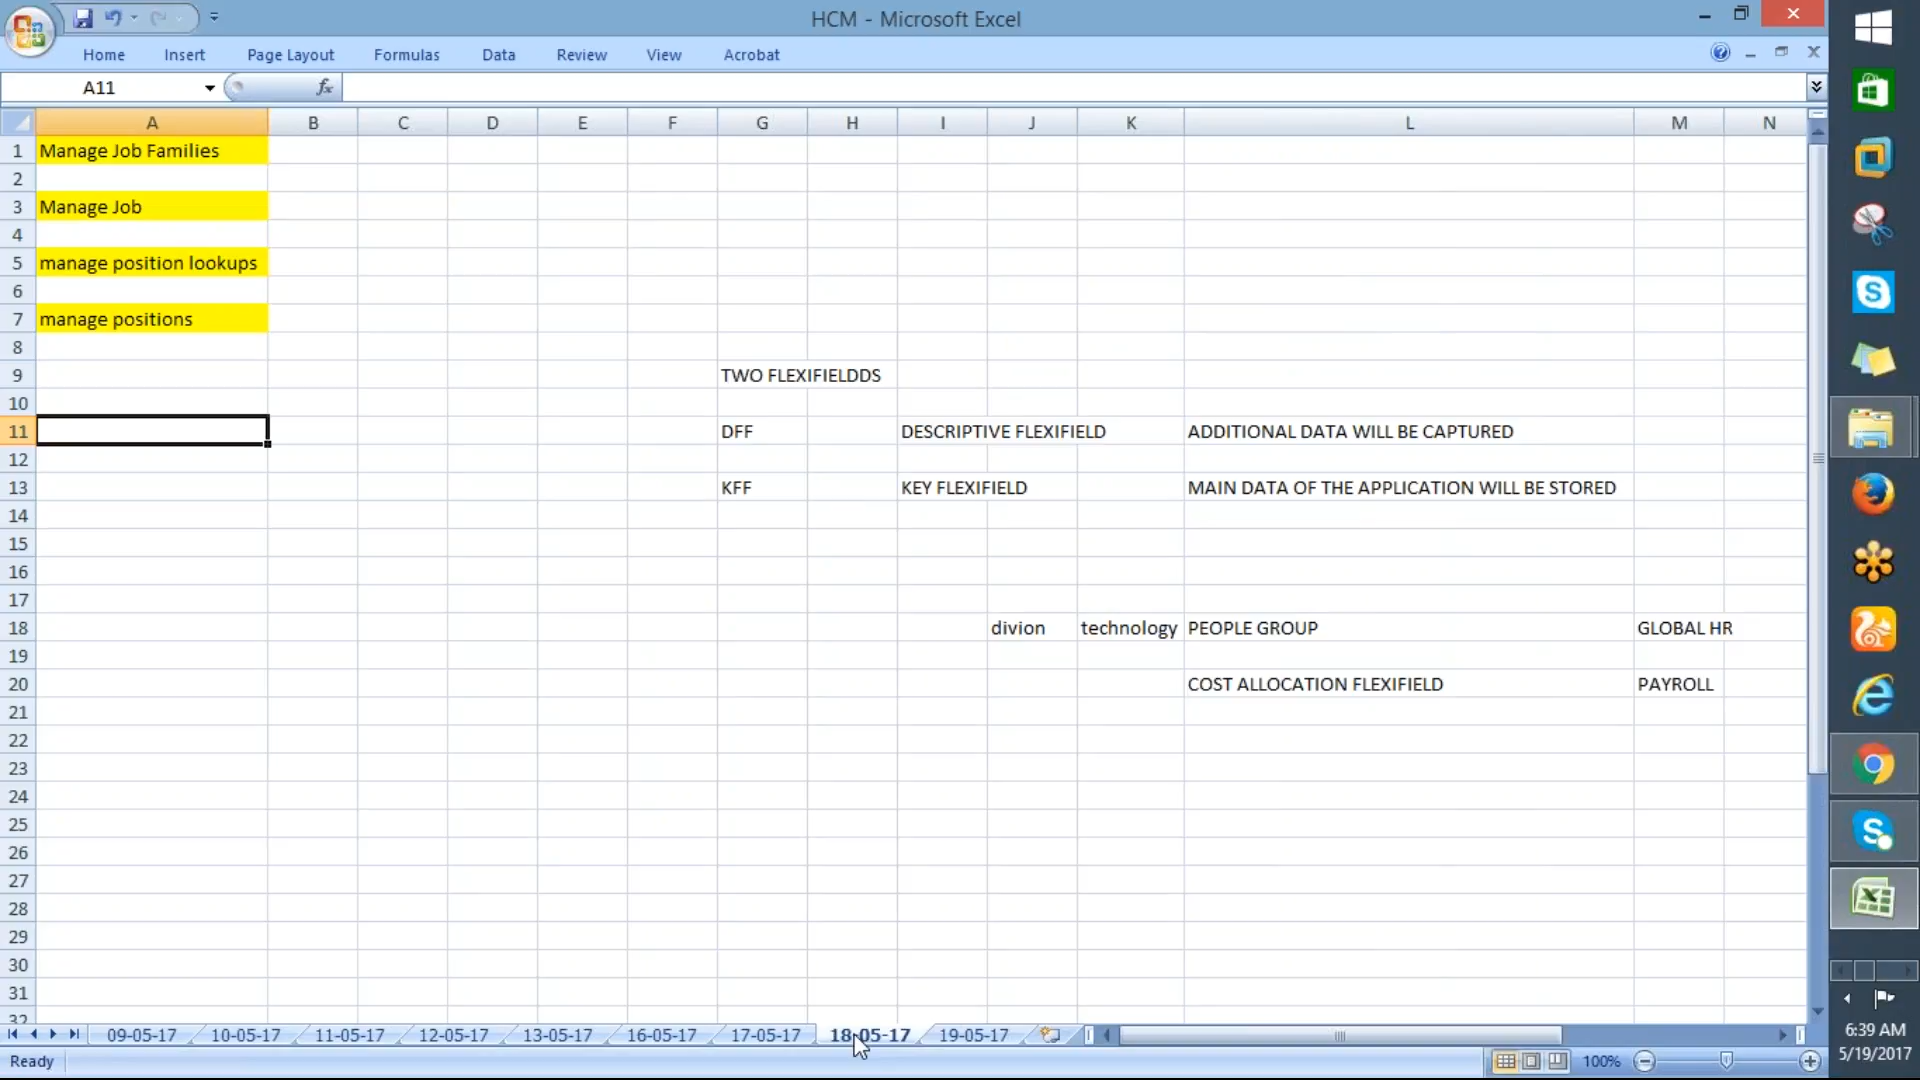 HCM - Microsoft Excel
Home Insert Page Layout Formulas Data Review View Acrobat
A11 fx
A B C D E F G H I J K L M N
1 Manage Job Families
2
3 Manage Job
4
5 manage position lookups
6
7 manage positions
8
9 TWO FLEXIFIELDDS
10
11 DFF DESCRIPTIVE FLEXIFIELD ADDITIONAL DATA WILL BE CAPTURED
12
13 KFF KEY FLEXIFIELD MAIN DATA OF THE APPLICATION WILL BE STORED
14
15
16
17
18 divion technology PEOPLE GROUP GLOBAL HR
19
20 COST ALLOCATION FLEXIFIELD PAYROLL
21
22
23
24
25
26
27
28
29
30
31
32
09-05-17 10-05-17 11-05-17 12-05-17 13-05-17 16-05-17 17-05-17 18-05-17 19-05-17
Ready 100%
6:39 AM
5/19/2017